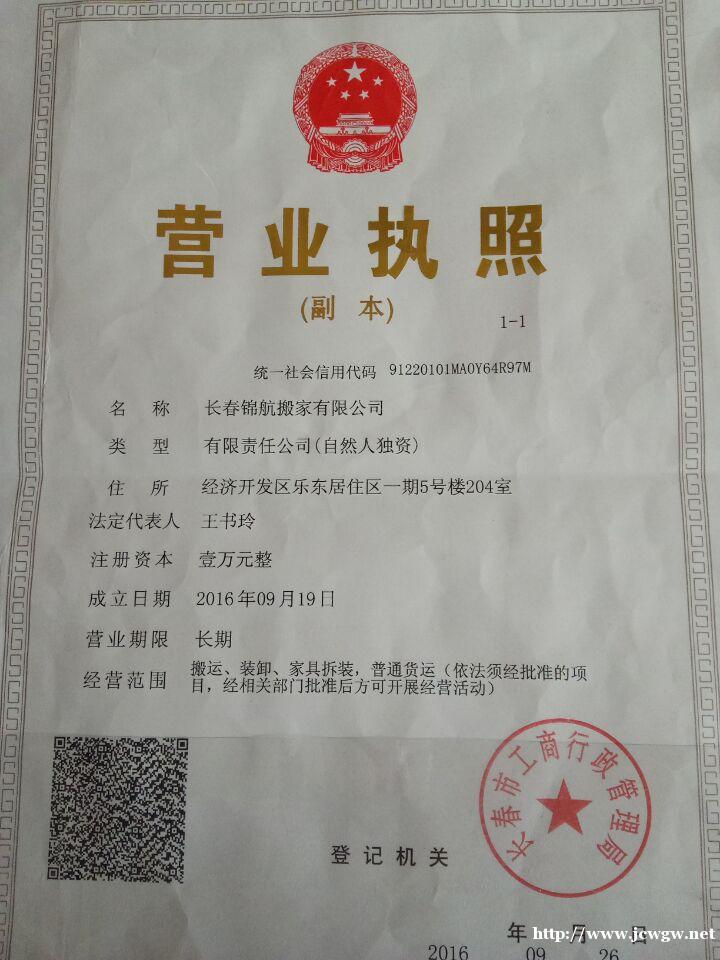 营业执照
(副 本)
1-1
统一社会信用代码 91220101MA0Y64R97M
名 称 长春锦航搬家有限公司
类 型 有限责任公司(自然人独资)
住 所 经济开发区乐东居住区一期5号楼204室
法定代表人 王书玲
注册资本 壹万元整
成立日期 2016年09月19日
营业期限 长期
经营范围 搬运、装卸、家具拆装，普通货运（依法须经批准的项
目，经相关部门批准后方可开展经营活动）
长春市工商行政管理局
登记机关
年 月 日
2016 09 26
http://www.jcwgw.net